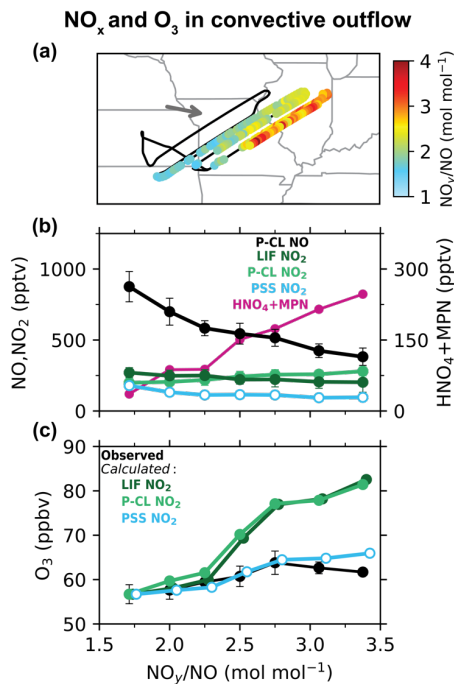 NOx and O3 in convective outflow
(a)
4
3
2
1
NOy/NO (mol mol⁻¹)
(b)
P-CL NO
LIF NO2
P-CL NO2
PSS NO2
HNO4+MPN
1000
500
0
NO,NO2
(pptv)
300
150
0
HNO4+MPN
(pptv)
(c)
Observed
Calculated :
LIF NO2
P-CL NO2
PSS NO2
90
80
70
60
50
O3 (ppbv)
1.5 2.0 2.5 3.0 3.5
NOy/NO (mol mol⁻¹)